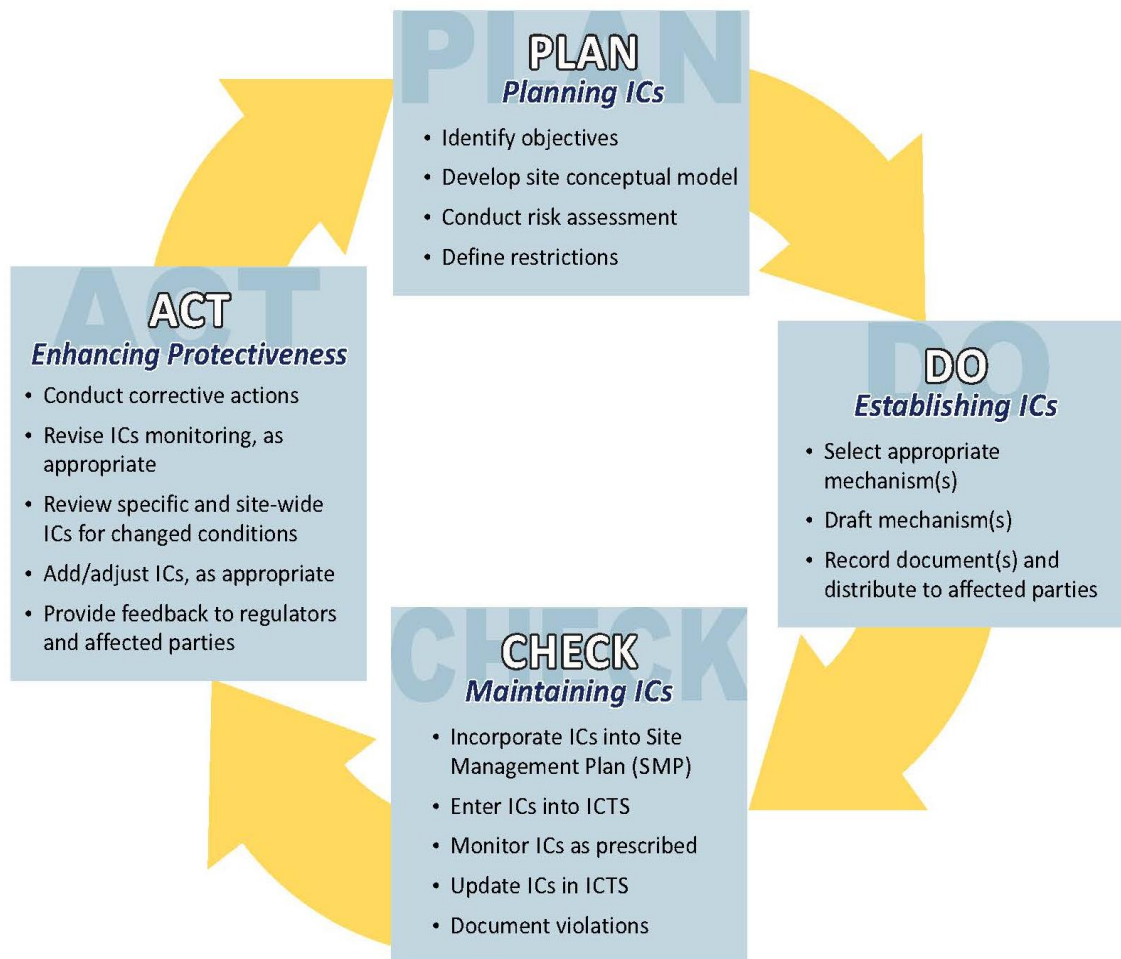 PLAN
PLAN
Planning ICs
• Identify objectives
• Develop site conceptual model
• Conduct risk assessment
• Define restrictions
DO
DO
Establishing ICs
• Select appropriate
mechanism(s)
• Draft mechanism(s)
• Record document(s) and
distribute to affected parties
CHECK
CHECK
Maintaining ICs
• Incorporate ICs into Site
Management Plan (SMP)
• Enter ICs into ICTS
• Monitor ICs as prescribed
• Update ICs in ICTS
• Document violations
ACT
ACT
Enhancing Protectiveness
• Conduct corrective actions
• Revise ICs monitoring, as
appropriate
• Review specific and site-wide
ICs for changed conditions
• Add/adjust ICs, as appropriate
• Provide feedback to regulators
and affected parties